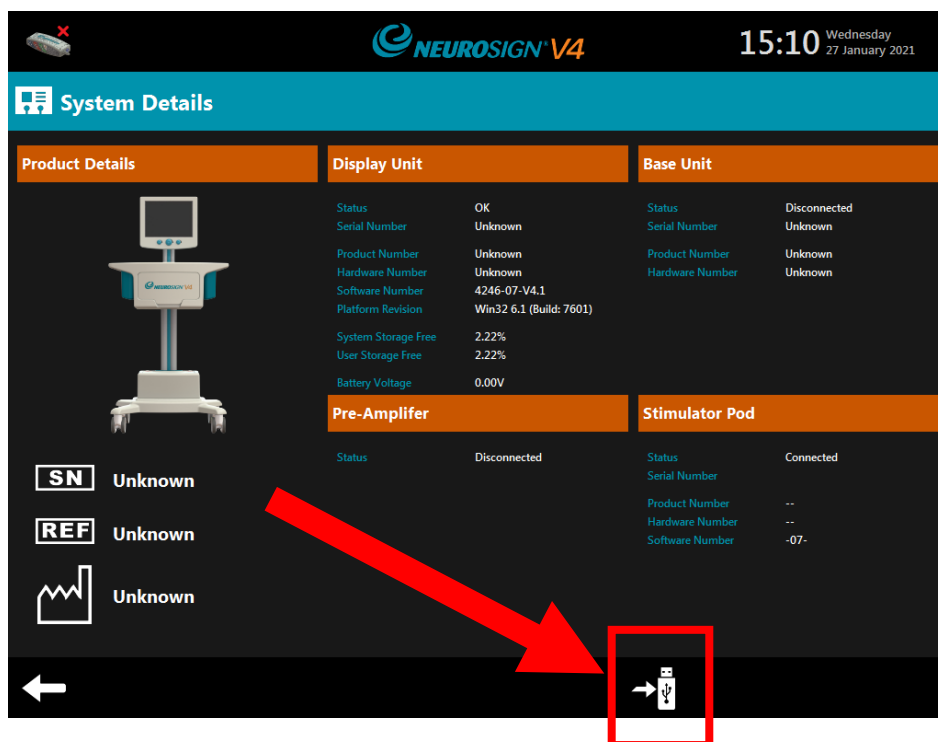 NEUROSIGN V4
15:10 Wednesday
27 January 2021
System Details
Product Details
NEUROSIGN V4
SN Unknown
REF Unknown
Unknown
Display Unit
Status OK
Serial Number Unknown
Product Number Unknown
Hardware Number Unknown
Software Number 4246-07-V4.1
Platform Revision Win32 6.1 (Build: 7601)
System Storage Free 2.22%
User Storage Free 2.22%
Battery Voltage 0.00V
Base Unit
Status Disconnected
Serial Number Unknown
Product Number Unknown
Hardware Number Unknown
Pre-Amplifer
Status Disconnected
Stimulator Pod
Status Connected
Serial Number
Product Number --
Hardware Number --
Software Number -07-